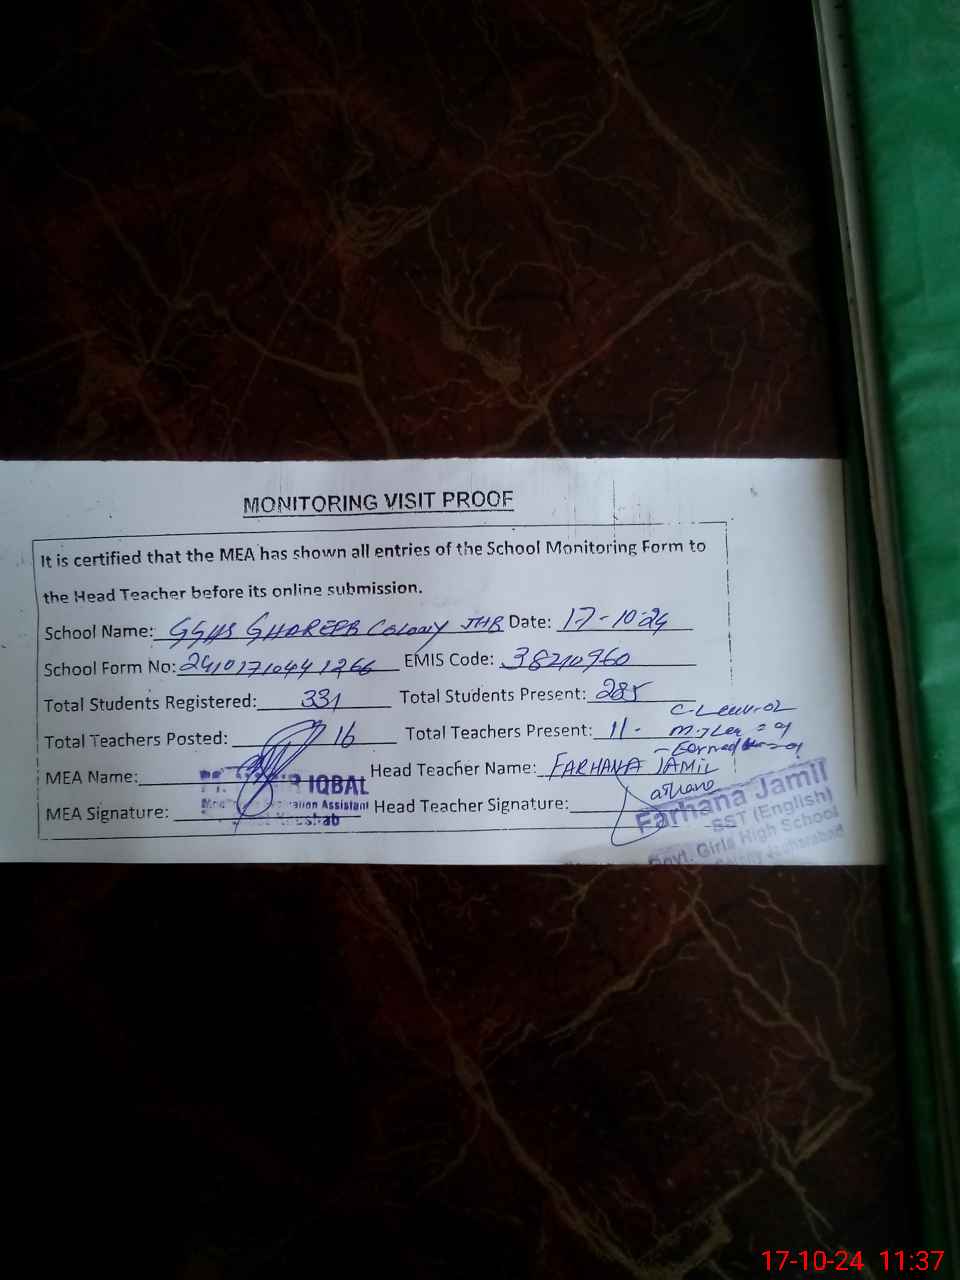 MONITORING VISIT PROOF
It is certified that the MEA has shown all entries of the School Monitoring Form to
the Head Teacher before its online submission.
School Name: GGHS GHAREEB Colony JHB Date: 17-10-24
School Form No: EMIS Code: 38210960
Total Students Registered: 331 Total Students Present: 285
C-Leave-02
Total Teachers Posted: 16 Total Teachers Present: 11-
MEA Name: IQBAL Head Teacher Name: FARHANA JAMIL
MEA Signature: Assistant Head Teacher Signature:
Farhana Jamil
SST (English)
Govt. Girls High School
Colony Jauharabad
17-10-24 11:37